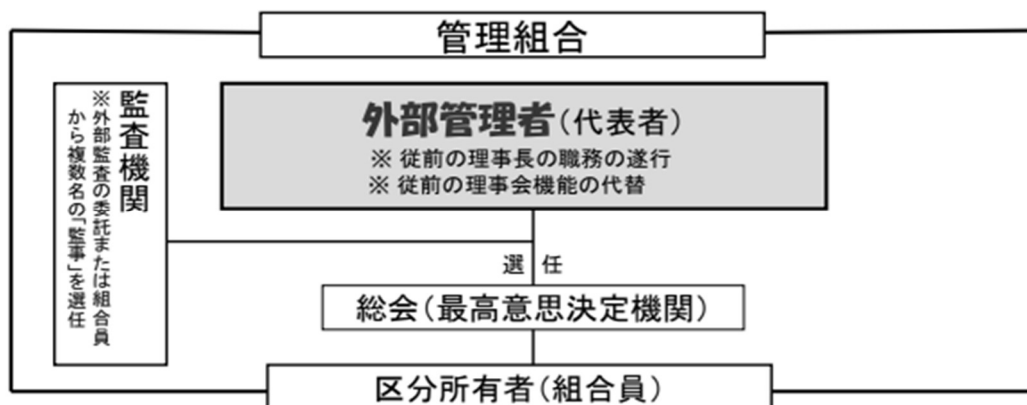 管理組合
監査機関
※外部監査の委託または組合員
から複数名の「監事」を選任
外部管理者(代表者)
※ 従前の理事長の職務の遂行
※ 従前の理事会機能の代替
選任
総会(最高意思決定機関)
区分所有者(組合員)